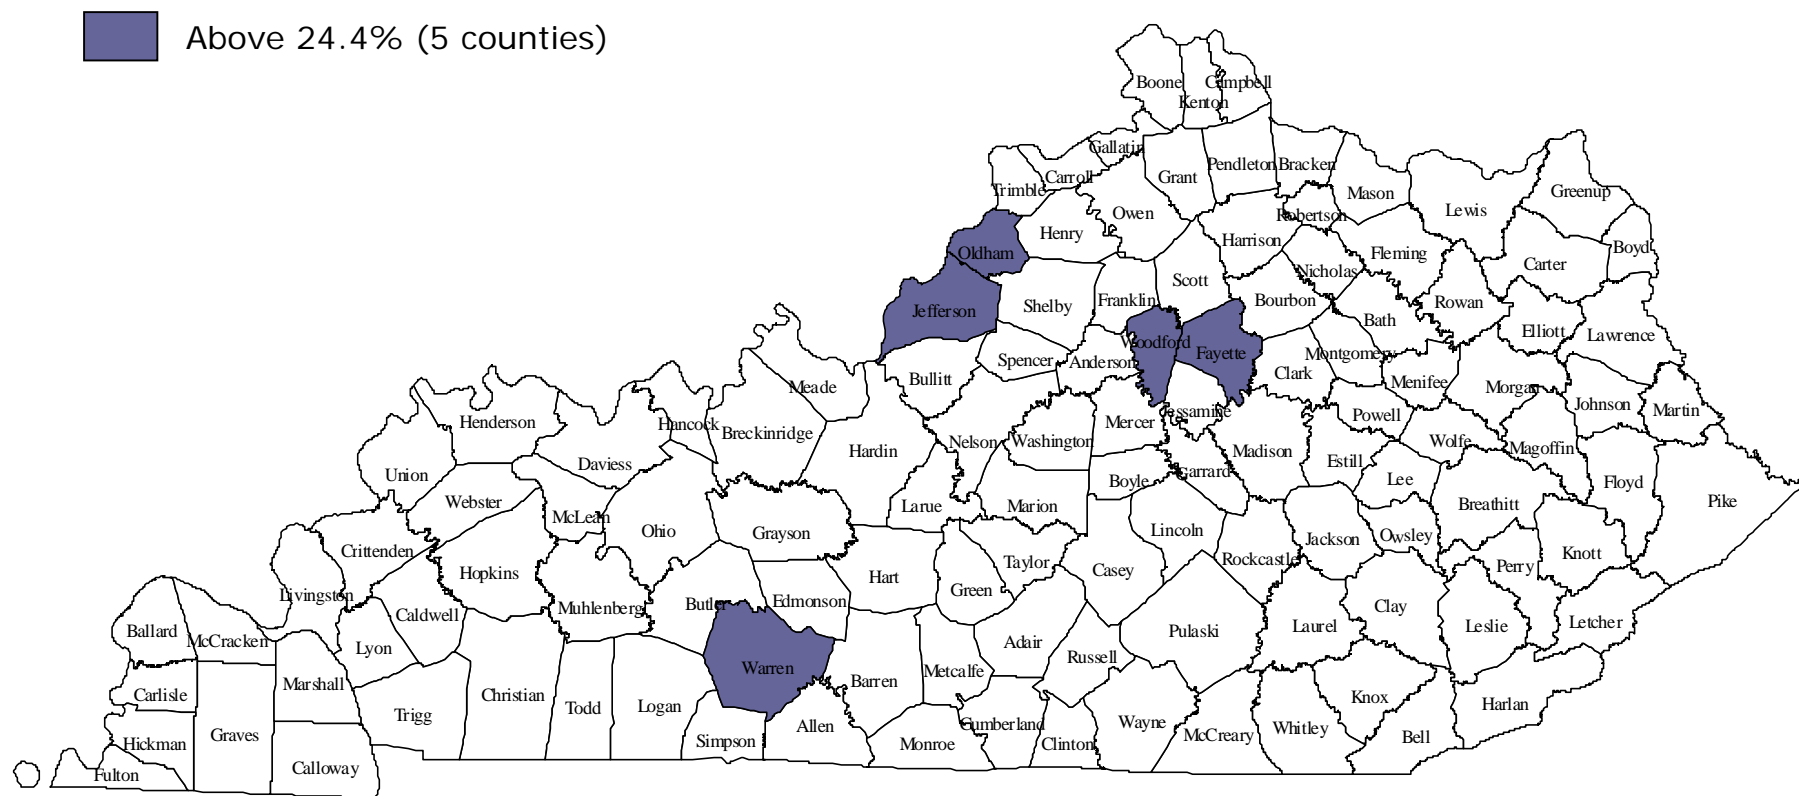 Above 24.4% (5 counties)
Boone
Campbell
Kenton
Gallatin
Carroll
Trimble
Grant
Pendleton
Bracken
Mason
Lewis
Greenup
Owen
Robertson
Henry
Oldham
Harrison
Fleming
Boyd
Carter
Nicholas
Scott
Jefferson
Shelby
Franklin
Bourbon
Rowan
Bath
Elliott
Lawrence
Woodford
Fayette
Montgomery
Spencer
Anderson
Clark
Menifee
Morgan
Bullitt
Meade
Johnson
Martin
Jessamine
Powell
Mercer
Henderson
Hancock
Breckinridge
Nelson
Washington
Wolfe
Magoffin
Hardin
Madison
Daviess
Estill
Union
Garrard
Boyle
Lee
Floyd
Webster
Larue
Marion
Breathitt
Pike
McLean
Ohio
Grayson
Lincoln
Jackson
Owsley
Crittenden
Knott
Hopkins
Hart
Taylor
Casey
Rockcastle
Perry
Green
Livingston
Muhlenberg
Butler
Edmonson
Caldwell
Clay
Ballard
McCracken
Pulaski
Laurel
Leslie
Letcher
Lyon
Adair
Russell
Warren
Metcalfe
Barren
Carlisle
Marshall
Christian
Todd
Logan
Knox
Harlan
Trigg
Allen
Cumberland
Wayne
Whitley
Graves
Hickman
Simpson
Monroe
Clinton
McCreary
Bell
Calloway
Fulton